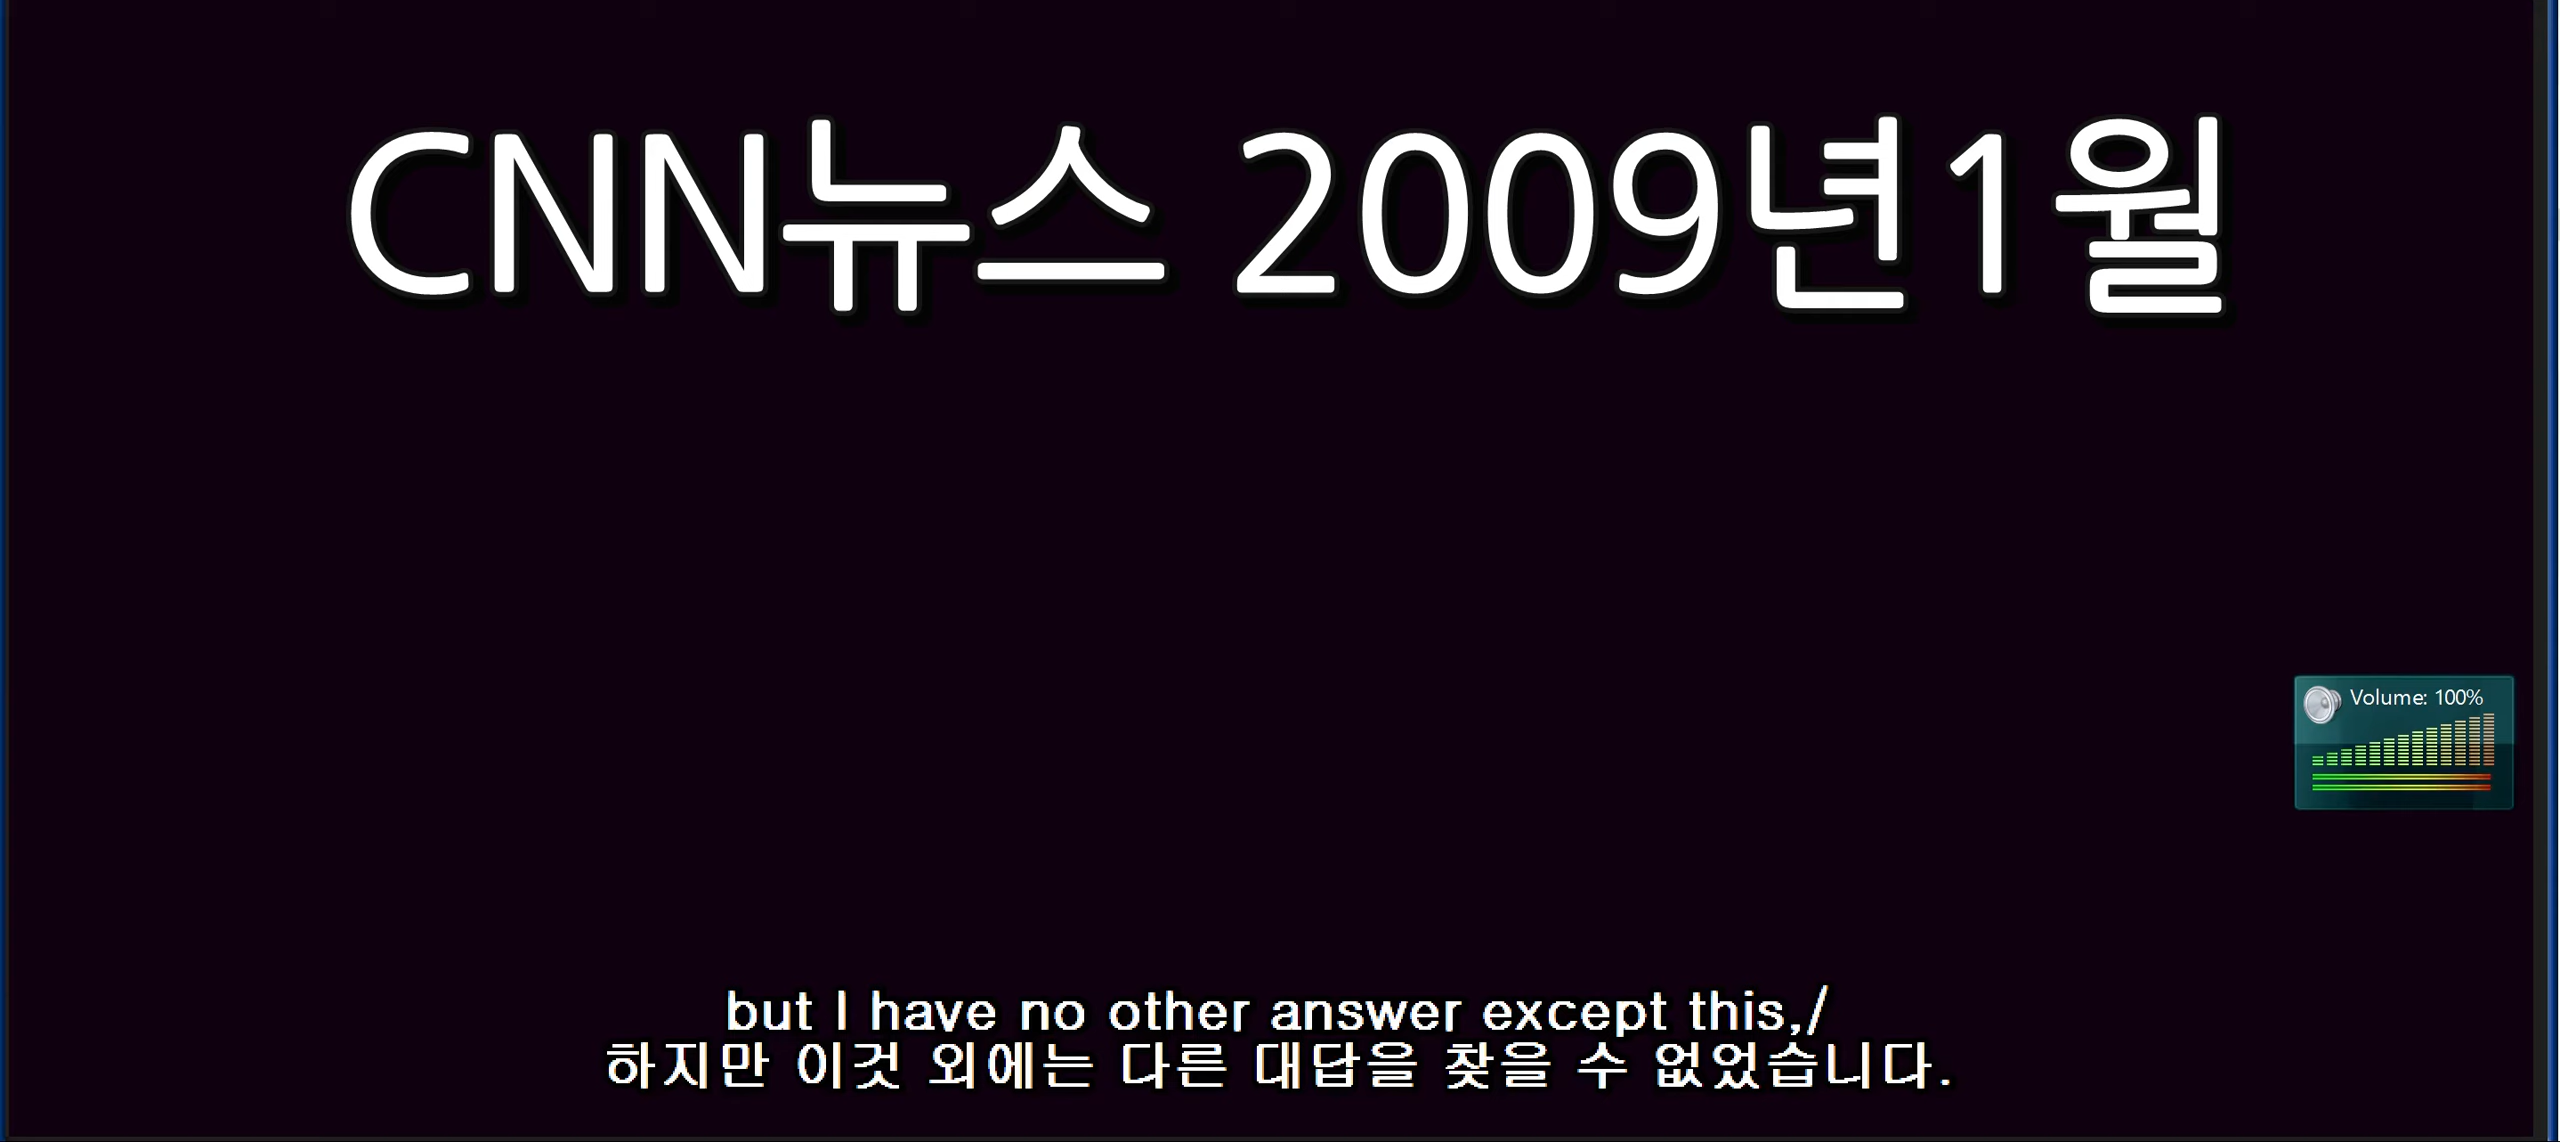 CNN뉴스 2009년1월
Volume: 100%
but I have no other answer except this,/
하지만 이것 외에는 다른 대답을 찾을 수 없었습니다.